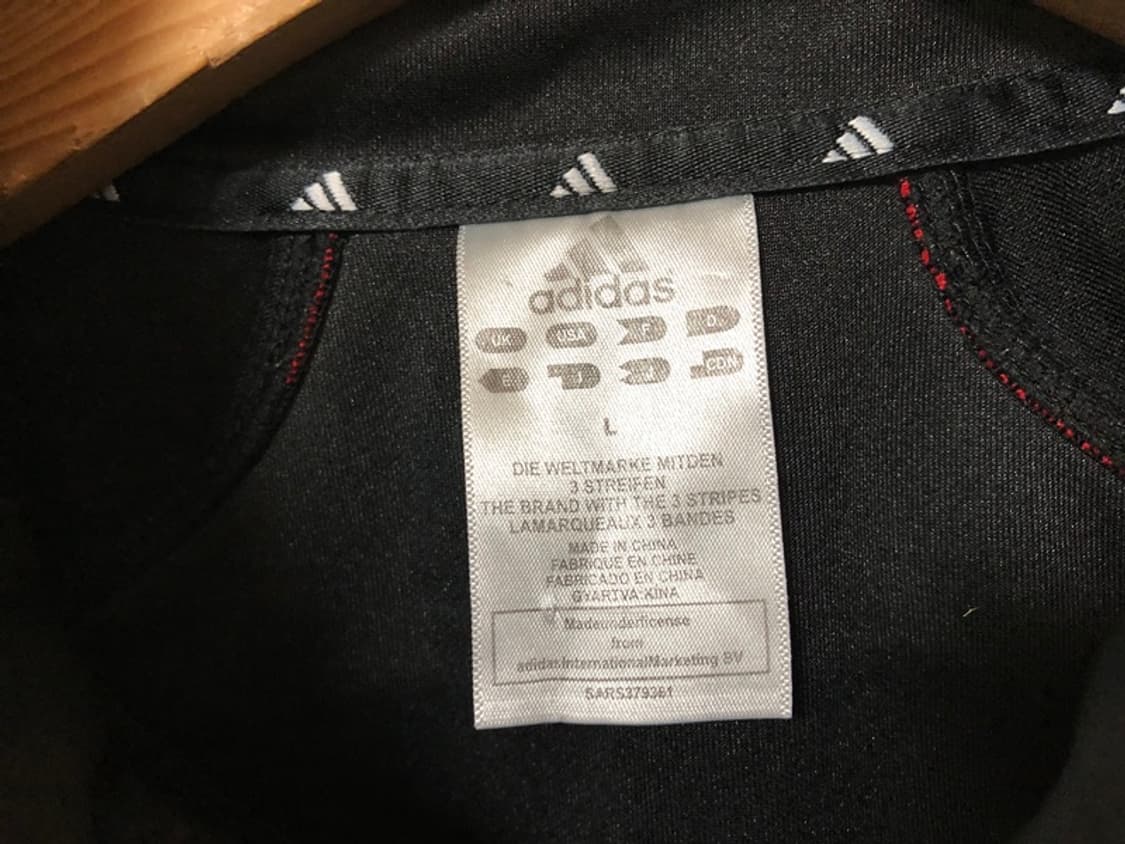 adidas
UK USA F D
E J CDN
L
DIE WELTMARKE MITDEN
3 STREIFEN
THE BRAND WITH THE 3 STRIPES
LAMARQUEAUX 3 BANDES
MADE IN CHINA
FABRIQUE EN CHINE
FABRICADO EN CHINA
GYARTVA:KINA
Madeunderlicense
from
adidasInternationalMarketing BV
SARS379361